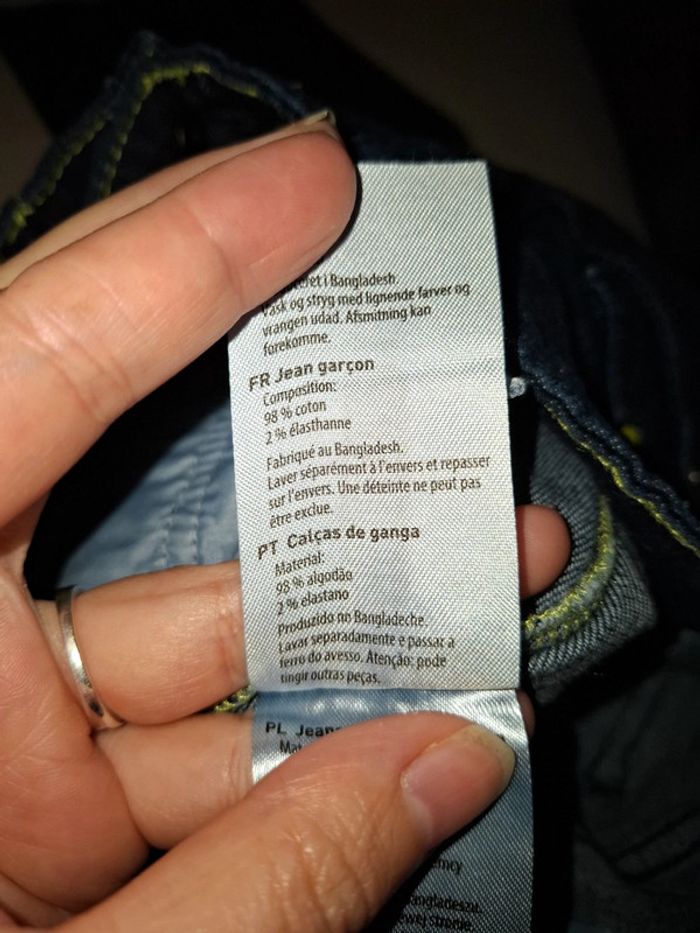 i Bangladesh.
Vask og stryg med lignende farver og
vrangen udad. Afsmitning kan
forekomme.
FR Jean garçon
Composition:
98 % coton
2 % élasthanne
Fabriqué au Bangladesh.
Laver séparément à l'envers et repasser
sur l'envers. Une déteinte ne peut pas
être exclue.
PT Calças de ganga
Material:
98 % algodão
2 % elastano
Produzido no Bangladeche.
Lavar separadamente e passar a
ferro do avesso. Atenção: pode
tingir outras peças.
PL